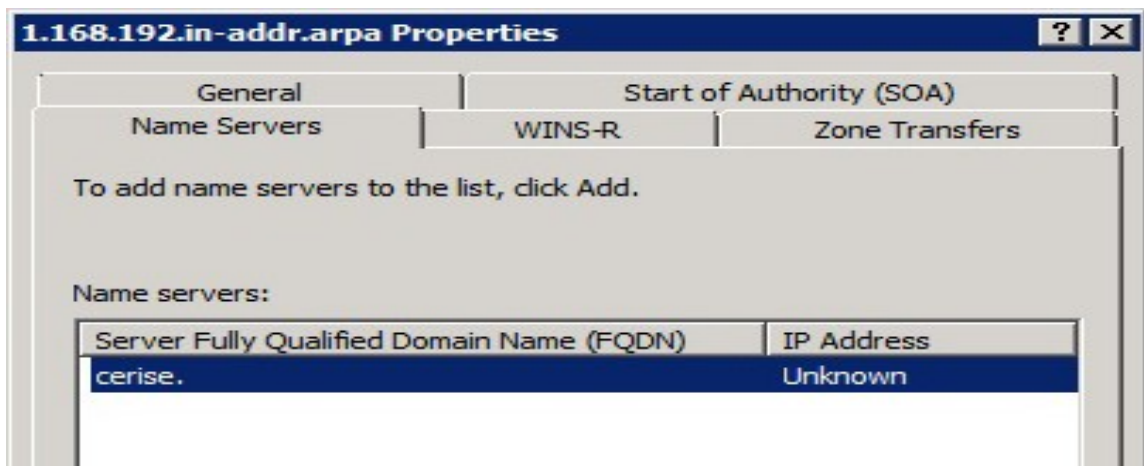 1.168.192.in-addr.arpa Properties ? X
General Start of Authority (SOA)
Name Servers WINS-R Zone Transfers
To add name servers to the list, click Add.
Name servers:
Server Fully Qualified Domain Name (FQDN) IP Address
cerise. Unknown